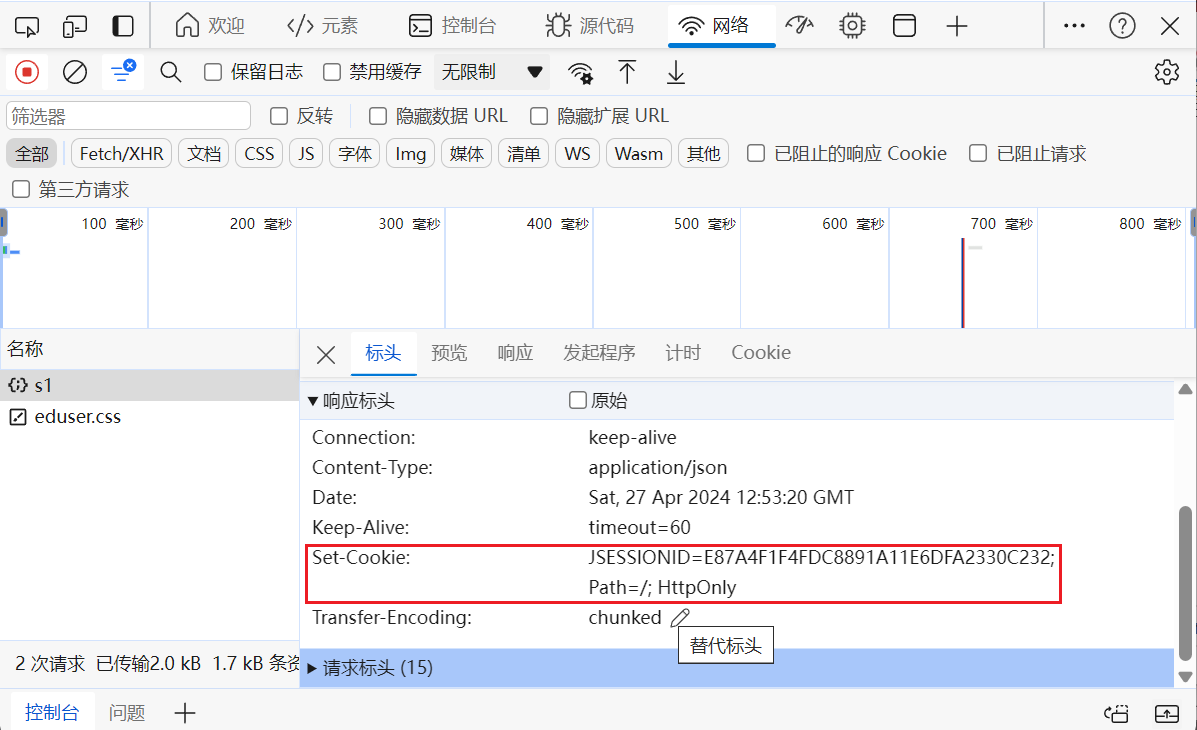 欢迎 元素 控制台 源代码 网络
保留日志 禁用缓存 无限制
筛选器 反转 隐藏数据 URL 隐藏扩展 URL
全部 Fetch/XHR 文档 CSS JS 字体 Img 媒体 清单 WS Wasm 其他 已阻止的响应 Cookie 已阻止请求
第三方请求
100 毫秒 200 毫秒 300 毫秒 400 毫秒 500 毫秒 600 毫秒 700 毫秒 800 毫秒
名称
s1
eduser.css
标头 预览 响应 发起程序 计时 Cookie
响应标头 原始
Connection: keep-alive
Content-Type: application/json
Date: Sat, 27 Apr 2024 12:53:20 GMT
Keep-Alive: timeout=60
Set-Cookie: JSESSIONID=E87A4F1F4FDC8891A11E6DFA2330C232;
Path=/; HttpOnly
Transfer-Encoding: chunked
替代标头
请求标头 (15)
2 次请求 已传输2.0 kB 1.7 kB 条
控制台 问题